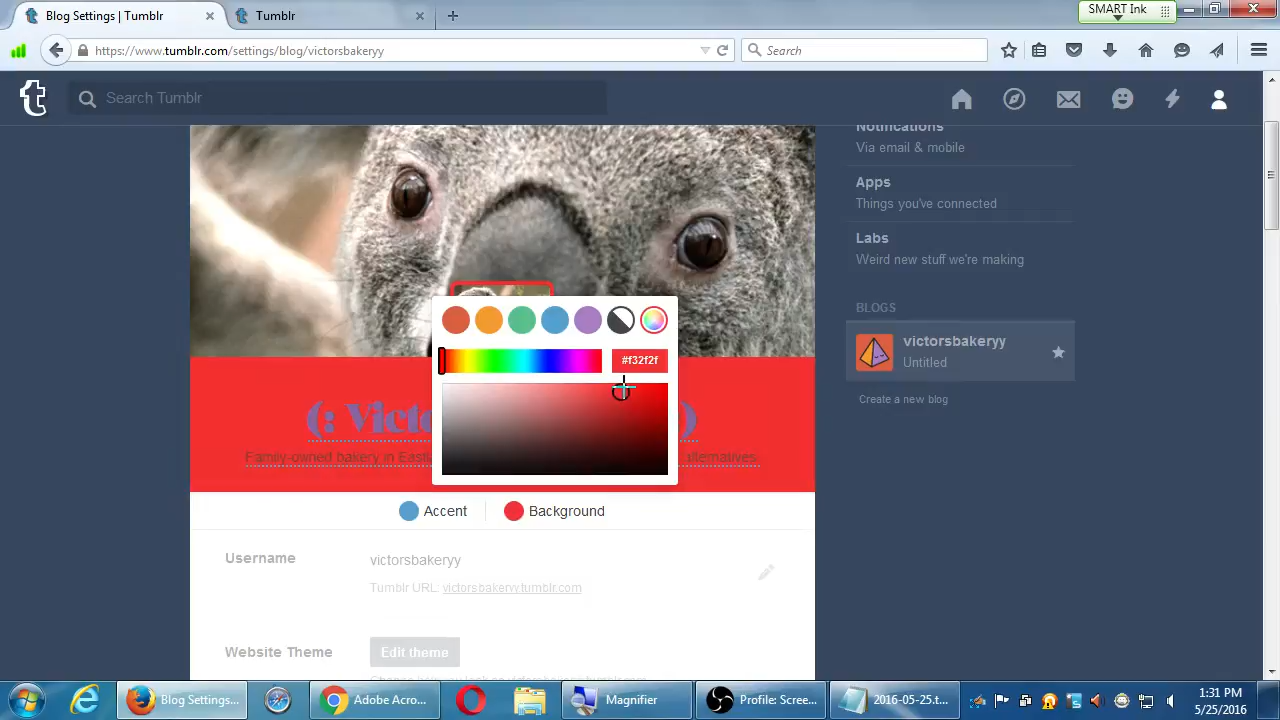 Blog Settings | Tumblr
Tumblr
SMART Ink
https://www.tumblr.com/settings/blog/victorsbakeryy
Search
Search Tumblr
Notifications
Via email & mobile
Apps
Things you've connected
Labs
Weird new stuff we're making
BLOGS
victorsbakeryy
Untitled
Create a new blog
#f32f2f
(: Victo )
Family-owned bakery in Eastl alternatives.
Accent
Background
Username
victorsbakeryy
Tumblr URL: victorsbakeryy.tumblr.com
Website Theme
Edit theme
Blog Settings...
Adobe Acro...
Magnifier
Profile: Scree...
2016-05-25.t...
1:31 PM
5/25/2016